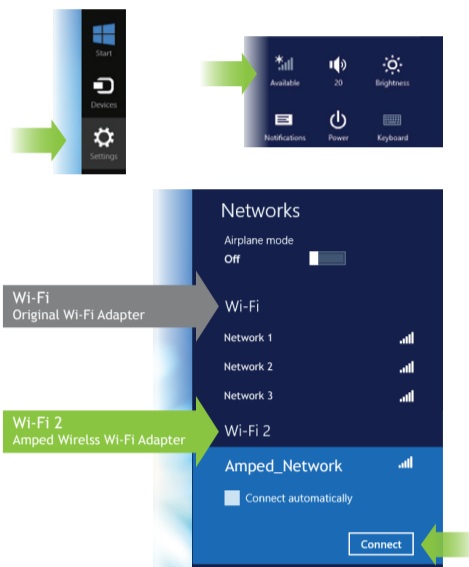 Start
Devices
Settings
Available
20
Brightness
Notifications
Power
Keyboard
Networks
Airplane mode
Off
Wi-Fi
Original Wi-Fi Adapter
Wi-Fi
Network 1
Network 2
Network 3
Wi-Fi 2
Amped Wirelss Wi-Fi Adapter
Wi-Fi 2
Amped_Network
Connect automatically
Connect